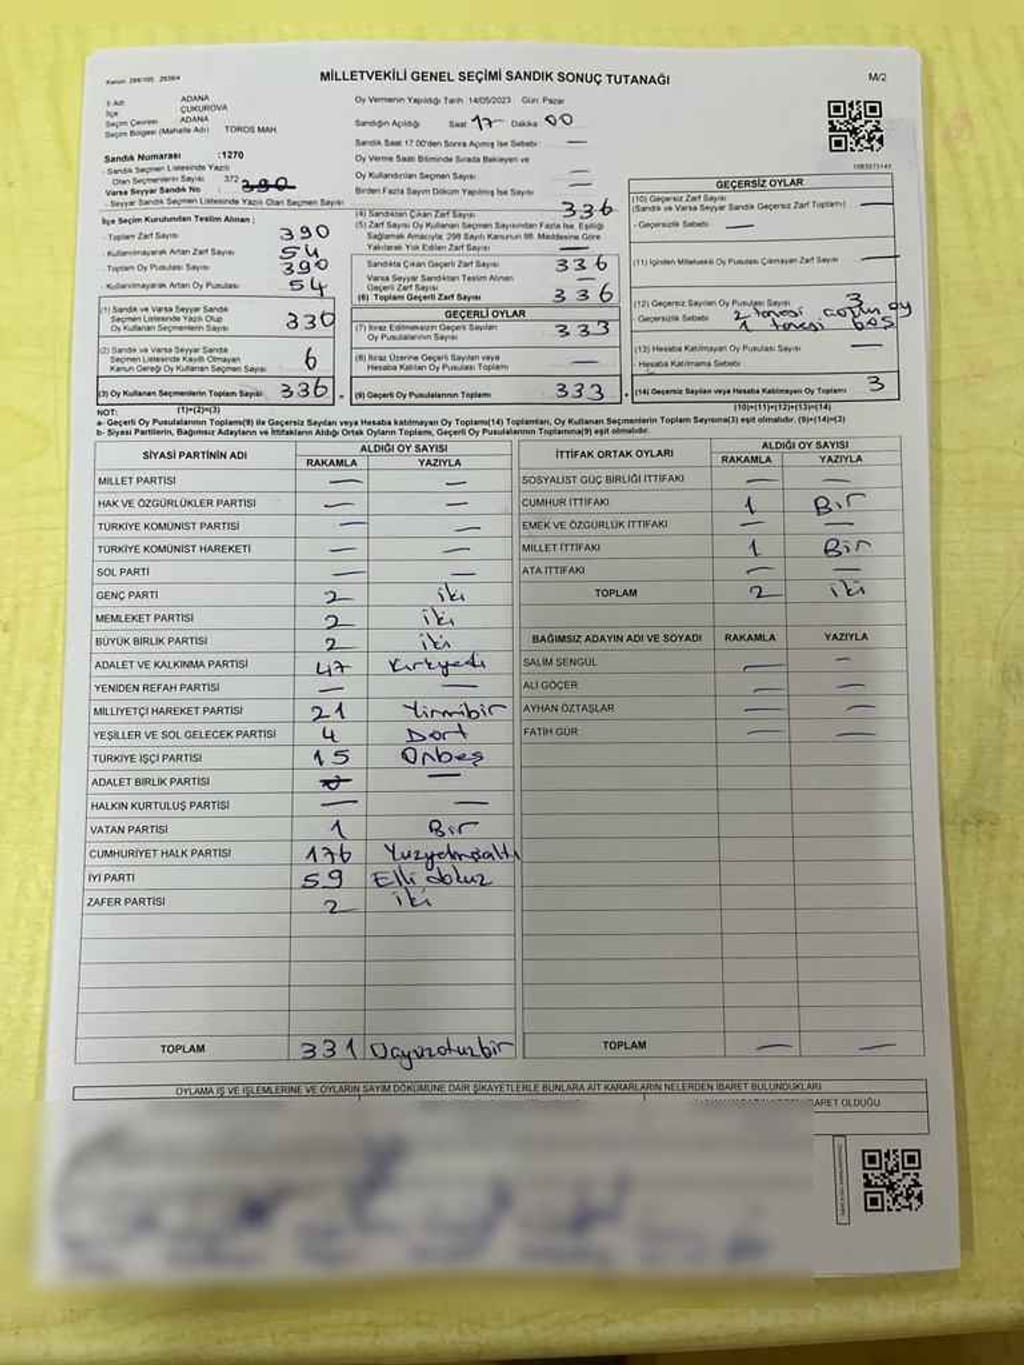 MİLLETVEKİLİ GENEL SEÇİMİ SANDIK SONUÇ TUTANAĞI
M/2
İl Adı ADANA
İlçe ÇUKUROVA
Seçim Çevresi ADANA
Seçim Bölgesi (Mahalle Adı) TOROS MAH.
Oy Vermenin Yapıldığı Tarih :14/05/2023 Gün: Pazar
Sandığın Açıldığı Saat 17 Dakika 00
Sandık Saat 17.00'den Sonra Açılmış İse Sebebi : —
Oy Verme Saati Bitiminde Sırada Bekleyen ve
Oy Kullandırılan Seçmen Sayısı —
Birden Fazla Sayım Döküm Yapılmış İse Sayısı —
Sandık Numarası :1270
- Sandık Seçmen Listesinde Yazılı
Olan Seçmenlerin Sayısı 372 390
Varsa Seyyar Sandık No
- Seyyar Sandık Seçmen Listesinde Yazılı Olan Seçmen Sayısı
İlçe Seçim Kurulundan Teslim Alınan ;
- Toplam Zarf Sayısı 390
- Kullanılmayarak Artan Zarf Sayısı 54
- Toplam Oy Pusulası Sayısı 390
- Kullanılmayarak Artan Oy Pusulası 54
(1) Sandık ve Varsa Seyyar Sandık
Seçmen Listesinde Yazılı Olup
Oy Kullanan Seçmenlerin Sayısı 330
(2) Sandık ve Varsa Seyyar Sandık
Seçmen Listesinde Kayıtlı Olmayan
Kanun Gereği Oy Kullanan Seçmen Sayısı 6
(3) Oy Kullanan Seçmenlerin Toplam Sayısı 336
(1)+(2)=(3)
(4) Sandıktan Çıkan Zarf Sayısı 336
(5) Zarf Sayısı Oy Kullanan Seçmen Sayısından Fazla İse, Eşitliği
Sağlamak Amacıyla, 298 Sayılı Kanunun 98. Maddesine Göre
Yakılarak Yok Edilen Zarf Sayısı —
Sandıkta Çıkan Geçerli Zarf Sayısı 336
Varsa Seyyar Sandıktan Teslim Alınan
Geçerli Zarf Sayısı —
(6) Toplam Geçerli Zarf Sayısı 336
GEÇERLİ OYLAR
(7) İtiraz Edilmeksizin Geçerli Sayılan
Oy Pusulalarının Sayısı 333
(8) İtiraz Üzerine Geçerli Sayılan veya
Hesaba Katılan Oy Pusulası Toplamı —
(9) Geçerli Oy Pusulalarının Toplamı 333
GEÇERSİZ OYLAR
(10) Geçersiz Zarf Sayısı
(Sandık ve Varsa Seyyar Sandık Geçersiz Zarf Toplamı) —
- Geçersizlik Sebebi —
(11) İçinden Milletvekili Oy Pusulası Çıkmayan Zarf Sayısı —
(12) Geçersiz Sayılan Oy Pusulası Sayısı 3
- Geçersizlik Sebebi 2 tanesi oy
1 tanesi boş
(13) Hesaba Katılmayan Oy Pusulası Sayısı —
- Hesaba Katılmama Sebebi
(14) Geçersiz Sayılan veya Hesaba Katılmayan Oy Toplamı 3
(10)+(11)+(12)+(13)=(14)
NOT:
a- Geçerli Oy Pusulalarının Toplamı(9) ile Geçersiz Sayılan veya Hesaba katılmayan Oy Toplamı(14) Toplamları, Oy Kullanan Seçmenlerin Toplam Sayısına(3) eşit olmalıdır. (9)+(14)=(3)
b- Siyasi Partilerin, Bağımsız Adayların ve İttifakların Aldığı Ortak Oyların Toplamı, Geçerli Oy Pusulalarının Toplamına(9) eşit olmalıdır.
SİYASİ PARTİNİN ADI ALDIĞI OY SAYISI
RAKAMLA YAZIYLA
MİLLET PARTİSİ — —
HAK VE ÖZGÜRLÜKLER PARTİSİ — —
TÜRKİYE KOMÜNİST PARTİSİ — —
TÜRKİYE KOMÜNİST HAREKETİ — —
SOL PARTİ — —
GENÇ PARTİ 2 iki
MEMLEKET PARTİSİ 2 iki
BÜYÜK BİRLİK PARTİSİ 2 iki
ADALET VE KALKINMA PARTİSİ 47 Kırkyedi
YENİDEN REFAH PARTİSİ — —
MİLLİYETÇİ HAREKET PARTİSİ 21 Yirmibir
YEŞİLLER VE SOL GELECEK PARTİSİ 4 Dört
TÜRKİYE İŞÇİ PARTİSİ 15 Onbeş
ADALET BİRLİK PARTİSİ —
HALKIN KURTULUŞ PARTİSİ — —
VATAN PARTİSİ 1 Bir
CUMHURİYET HALK PARTİSİ 176 Yüzyetmişaltı
İYİ PARTİ 59 Elli dokuz
ZAFER PARTİSİ 2 iki
TOPLAM 331 Üçyüzotuzbir
İTTİFAK ORTAK OYLARI ALDIĞI OY SAYISI
RAKAMLA YAZIYLA
SOSYALİST GÜÇ BİRLİĞİ İTTİFAKI — —
CUMHUR İTTİFAKI 1 Bir
EMEK VE ÖZGÜRLÜK İTTİFAKI — —
MİLLET İTTİFAKI 1 Bir
ATA İTTİFAKI — —
TOPLAM 2 iki
BAĞIMSIZ ADAYIN ADI VE SOYADI RAKAMLA YAZIYLA
SALİM ŞENGÜL — —
ALİ GÖÇER — —
AYHAN ÖZTAŞLAR — —
FATİH GÜR — —
TOPLAM — —
OYLAMA İŞ VE İŞLEMLERİNE VE OYLARIN SAYIM DÖKÜMÜNE DAİR ŞİKAYETLERLE BUNLARA AİT KARARLARIN NELERDEN İBARET BULUNDUKLARI
İBARET OLDUĞU